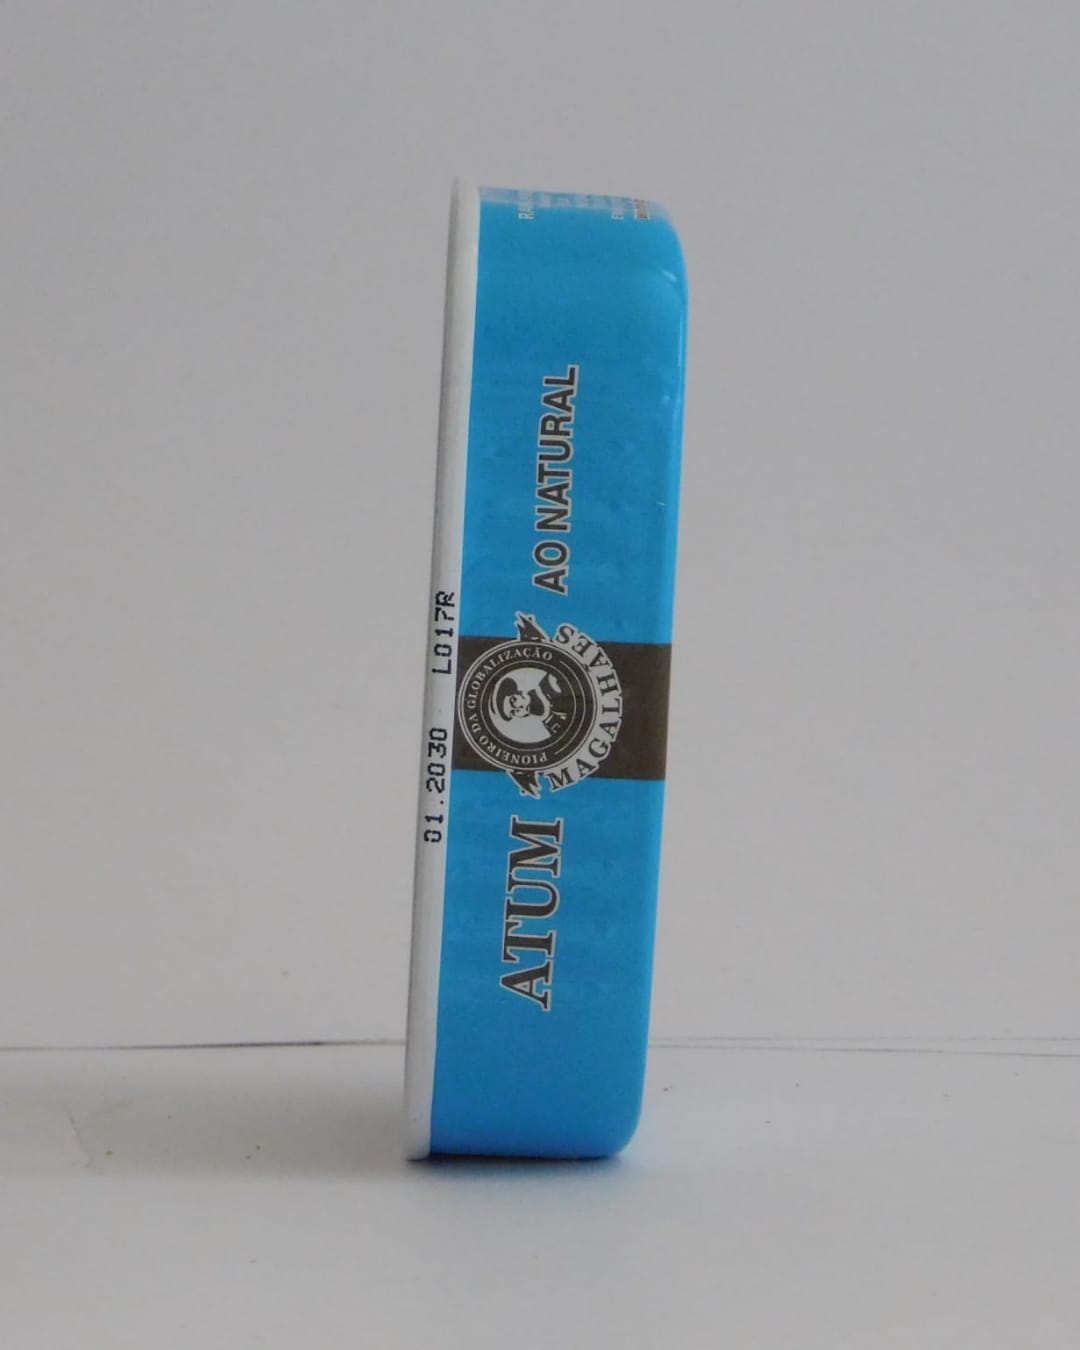 01.2030 L017R
ATUM
PIONEIRO DA GLOBALIZAÇÃO
MAGALHÃES
AO NATURAL